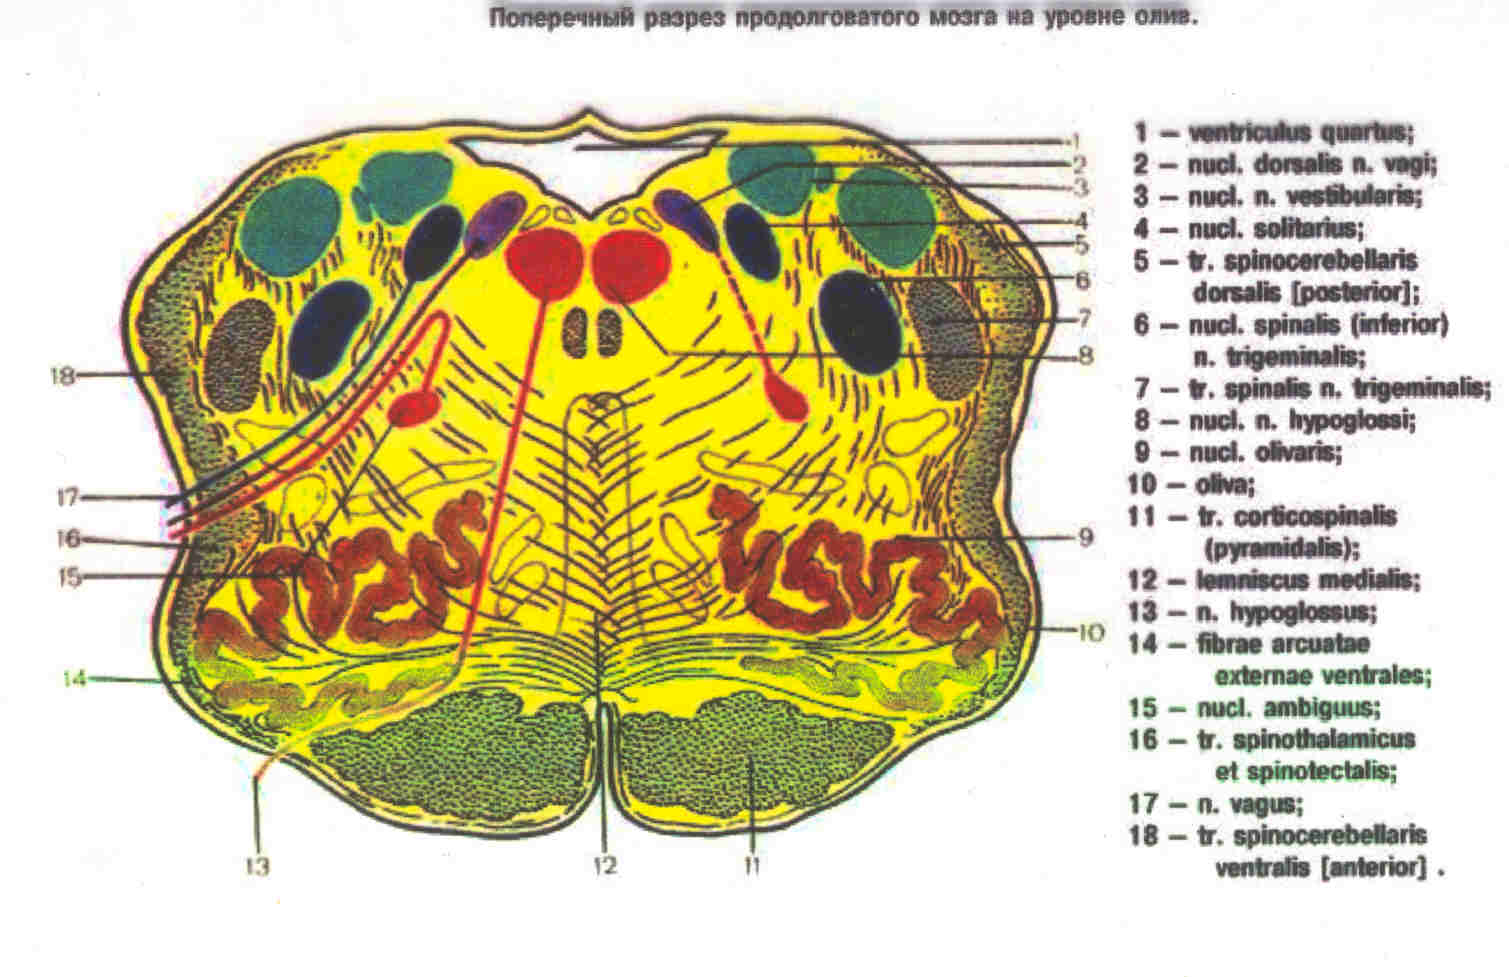 Поперечный разрез продолговатого мозга на уровне олив.
1 – ventriculus quartus;
2 – nucl. dorsalis n. vagi;
3 – nucl. n. vestibularis;
4 – nucl. solitarius;
5 – tr. spinocerebellaris
dorsalis [posterior];
6 – nucl. spinalis (inferior)
n. trigeminalis;
7 – tr. spinalis n. trigeminalis;
8 – nucl. n. hypoglossi;
9 – nucl. olivaris;
10 – oliva;
11 – tr. corticospinalis
(pyramidalis);
12 – lemniscus medialis;
13 – n. hypoglossus;
14 – fibrae arcuatae
externae ventrales;
15 – nucl. ambiguus;
16 – tr. spinothalamicus
et spinotectalis;
17 – n. vagus;
18 – tr. spinocerebellaris
ventralis [anterior] .
1
2
3
4
5
6
7
8
9
10
11
12
13
14
15
16
17
18